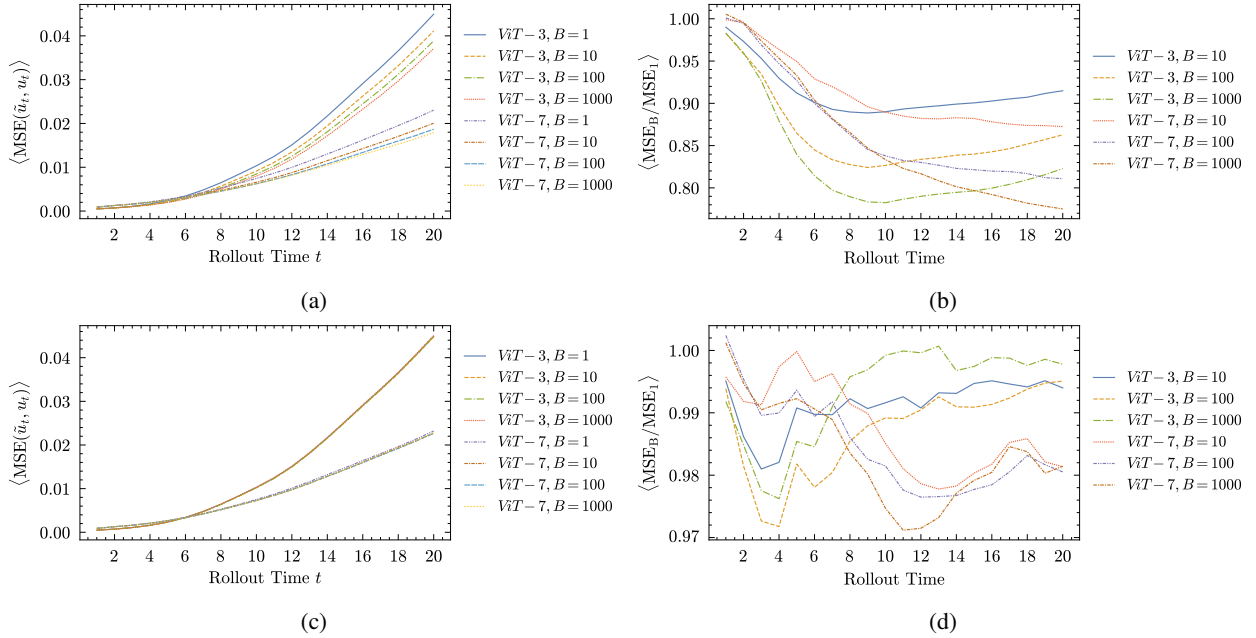 ⟨MSE(ũ_t, u_t)⟩
0.04
0.03
0.02
0.01
0.00
2 4 6 8 10 12 14 16 18 20
Rollout Time t
ViT − 3, B = 1
ViT − 3, B = 10
ViT − 3, B = 100
ViT − 3, B = 1000
ViT − 7, B = 1
ViT − 7, B = 10
ViT − 7, B = 100
ViT − 7, B = 1000
(a)
⟨MSE_B/MSE_1⟩
1.00
0.95
0.90
0.85
0.80
2 4 6 8 10 12 14 16 18 20
Rollout Time
ViT − 3, B = 10
ViT − 3, B = 100
ViT − 3, B = 1000
ViT − 7, B = 10
ViT − 7, B = 100
ViT − 7, B = 1000
(b)
⟨MSE(ũ_t, u_t)⟩
0.04
0.03
0.02
0.01
0.00
2 4 6 8 10 12 14 16 18 20
Rollout Time t
ViT − 3, B = 1
ViT − 3, B = 10
ViT − 3, B = 100
ViT − 3, B = 1000
ViT − 7, B = 1
ViT − 7, B = 10
ViT − 7, B = 100
ViT − 7, B = 1000
(c)
⟨MSE_B/MSE_1⟩
1.00
0.99
0.98
0.97
2 4 6 8 10 12 14 16 18 20
Rollout Time
ViT − 3, B = 10
ViT − 3, B = 100
ViT − 3, B = 1000
ViT − 7, B = 10
ViT − 7, B = 100
ViT − 7, B = 1000
(d)